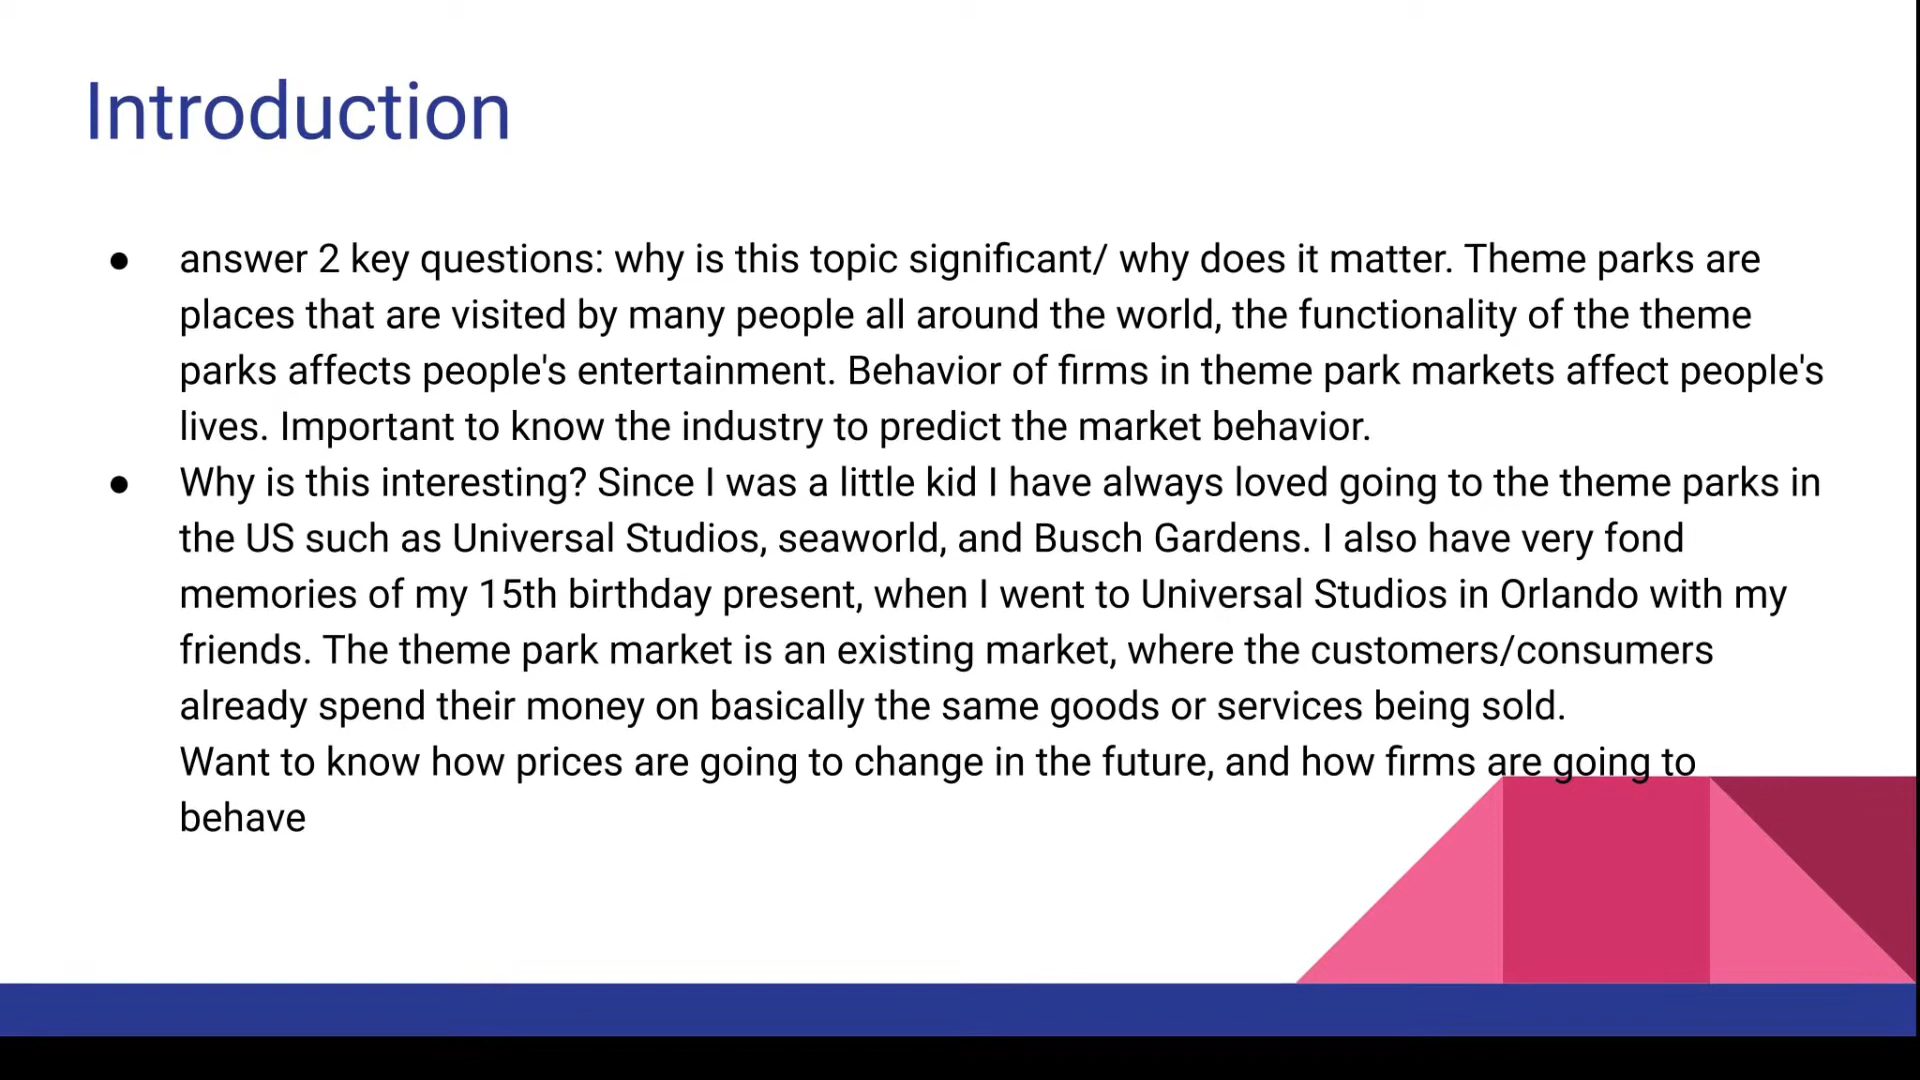 Introduction
● answer 2 key questions: why is this topic significant/ why does it matter. Theme parks are
places that are visited by many people all around the world, the functionality of the theme
parks affects people's entertainment. Behavior of firms in theme park markets affect people's
lives. Important to know the industry to predict the market behavior.
● Why is this interesting? Since I was a little kid I have always loved going to the theme parks in
the US such as Universal Studios, seaworld, and Busch Gardens. I also have very fond
memories of my 15th birthday present, when I went to Universal Studios in Orlando with my
friends. The theme park market is an existing market, where the customers/consumers
already spend their money on basically the same goods or services being sold.
Want to know how prices are going to change in the future, and how firms are going to
behave